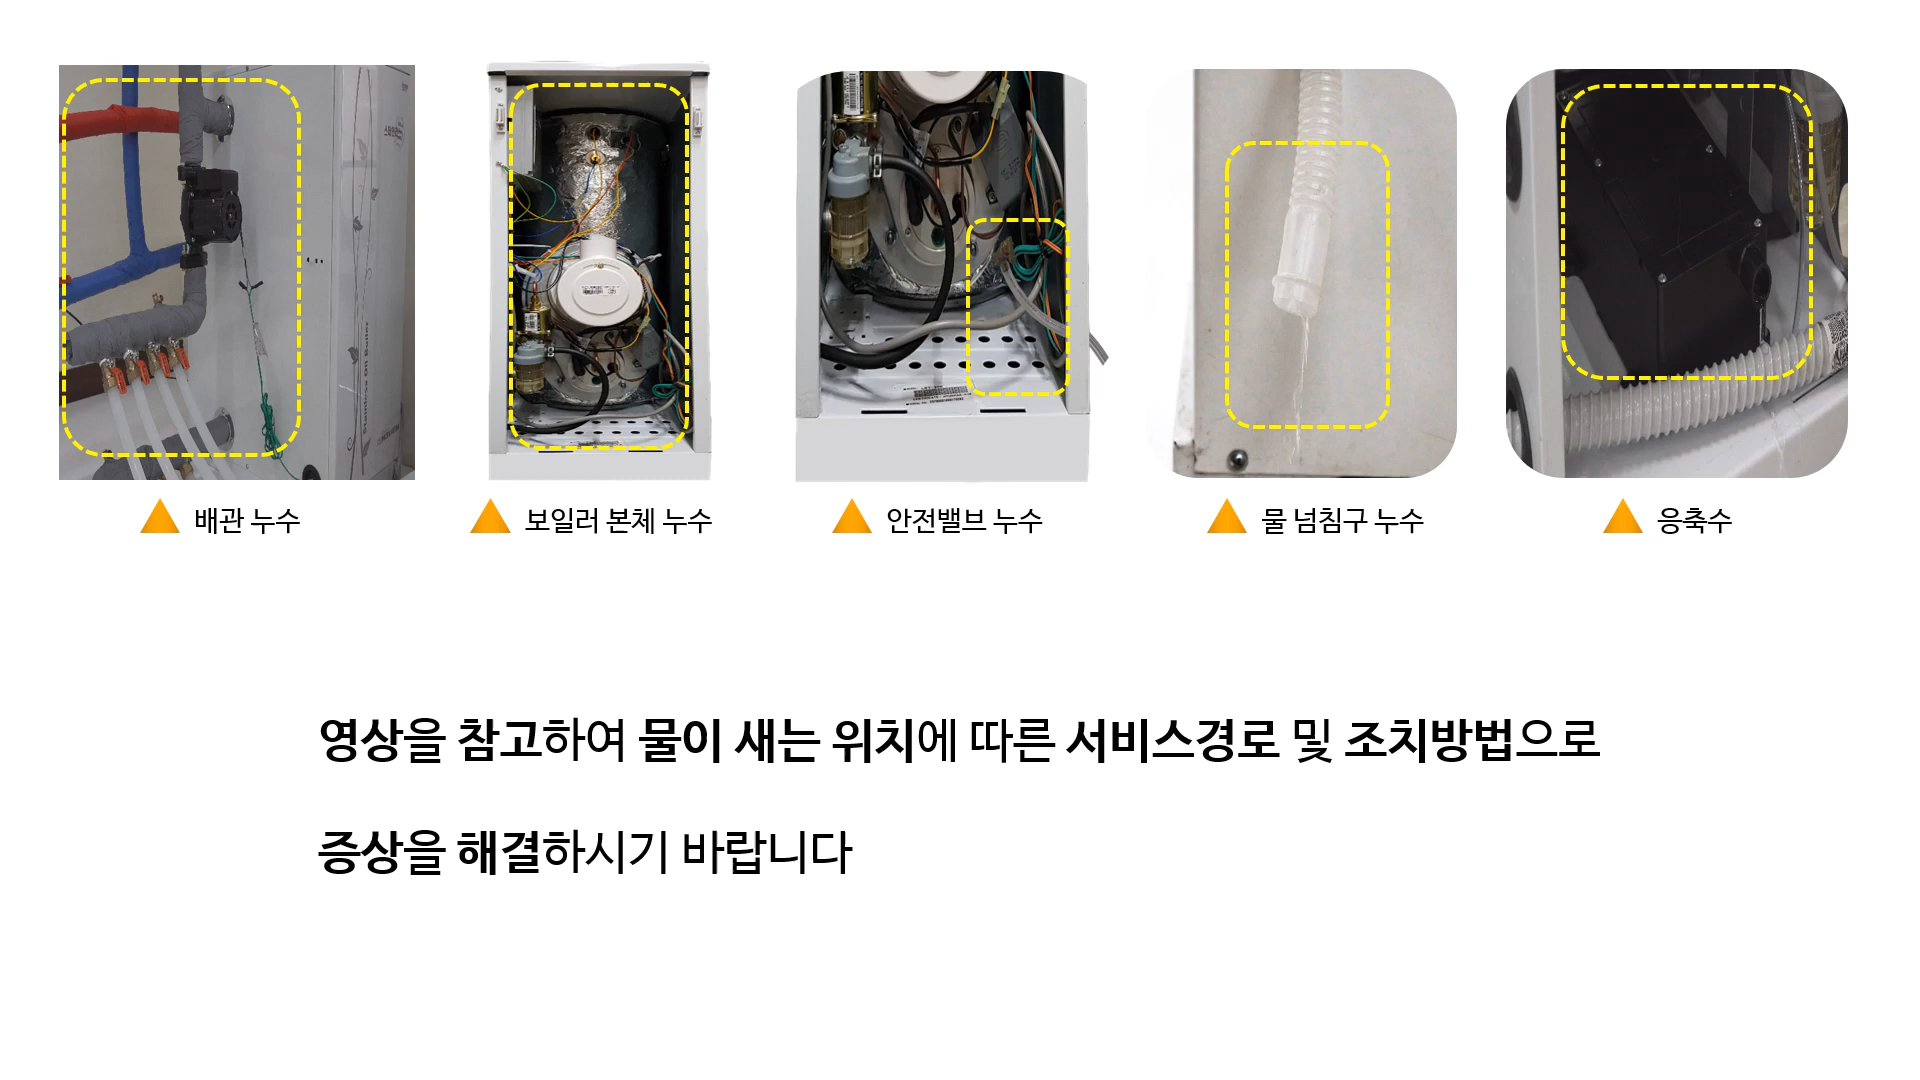 배관 누수
보일러 본체 누수
안전밸브 누수
물 넘침구 누수
응축수
영상을 참고하여 물이 새는 위치에 따른 서비스경로 및 조치방법으로
증상을 해결하시기 바랍니다